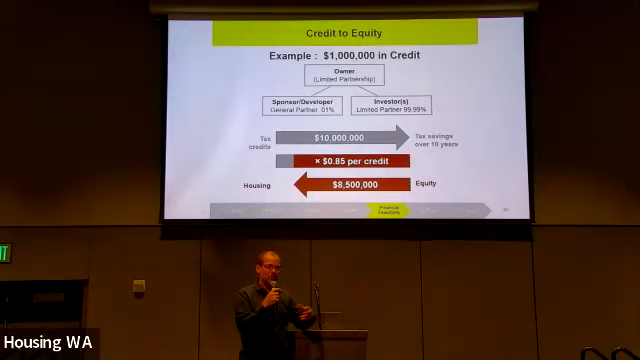 Credit to Equity
Example : $1,000,000 in Credit
Owner
(Limited Partnership)
Sponsor/Developer
General Partner .01%
Investor(s)
Limited Partner 99.99%
Tax
credits
$10,000,000
Tax savings
over 10 years
× $0.85 per credit
Housing
$8,500,000
Equity
Financial
Feasibility
IT
Housing WA